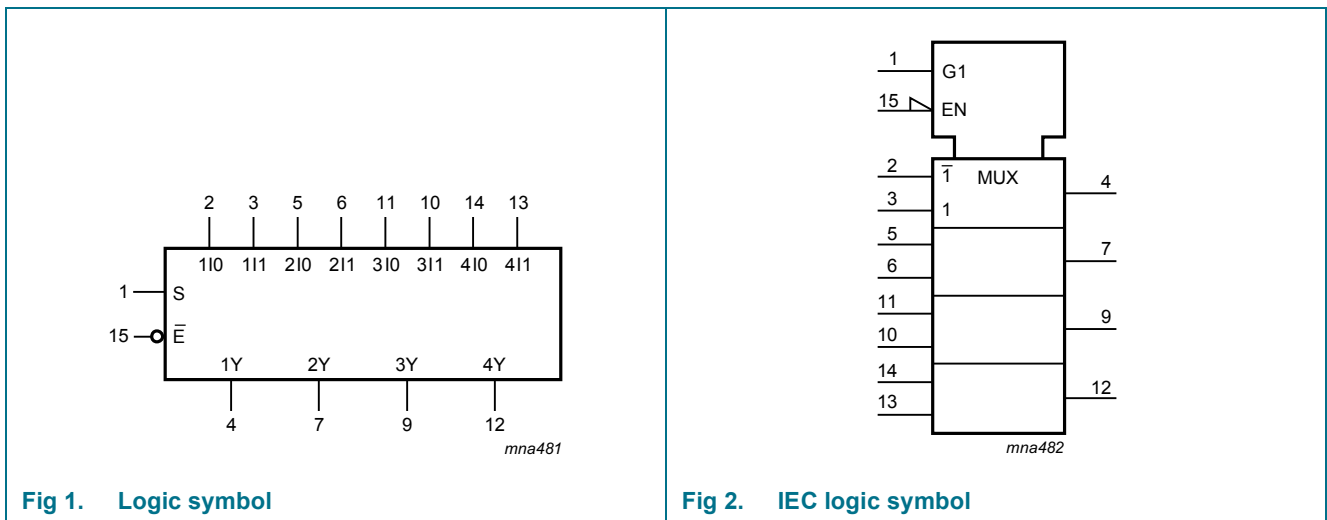 2 3 5 6 11 10 14 13
1I0 1I1 2I0 2I1 3I0 3I1 4I0 4I1
1 S
15 E̅
1Y 2Y 3Y 4Y
4 7 9 12
mna481
Fig 1. Logic symbol
1 G1
15 EN
2 1̅ MUX 4
3 1
5
7
6
11
9
10
14
12
13
mna482
Fig 2. IEC logic symbol